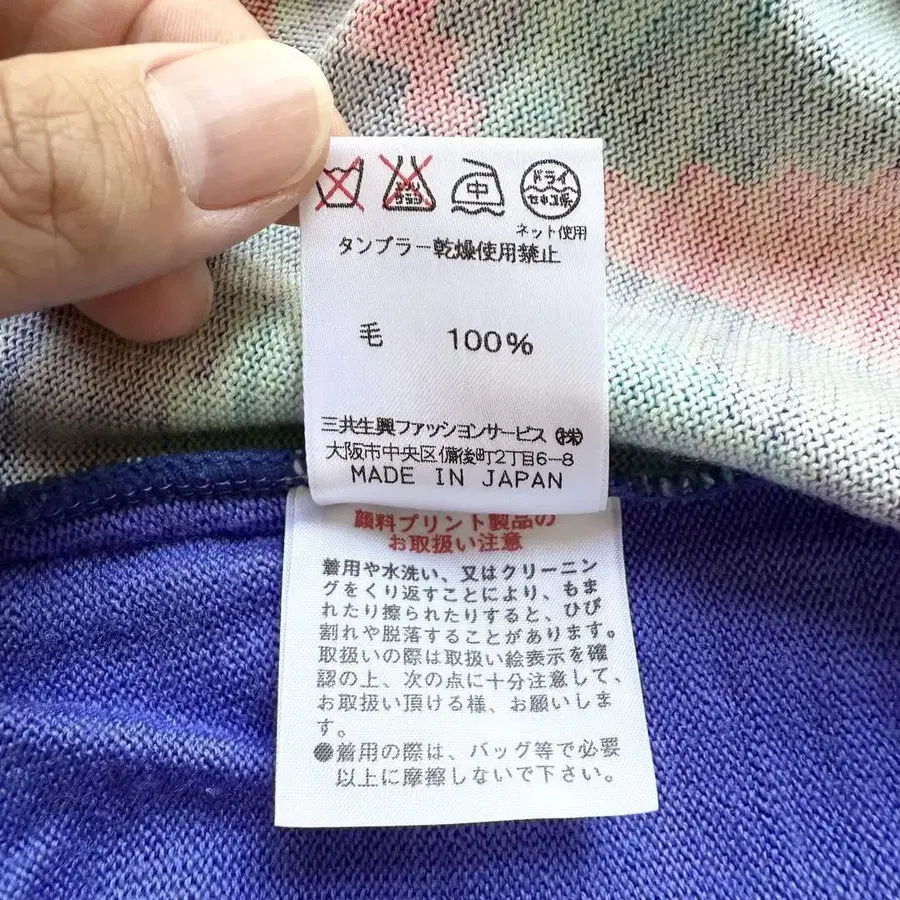 ドライ
セキユ系
ネット使用
タンブラー乾燥使用禁止
毛 100%
三共生興ファッションサービス ㈱
大阪市中央区備後町2丁目6-8
MADE IN JAPAN
顔料プリント製品の
お取扱い注意
着用や水洗い、又はクリーニン
グをくり返すことにより、もま
れたり擦られたりすると、ひび
割れや脱落することがあります。
取扱いの際は取扱い絵表示を確
認の上、次の点に十分注意して、
お取扱い頂ける様、お願いしま
す。
●着用の際は、バッグ等で必要
以上に摩擦しないで下さい。